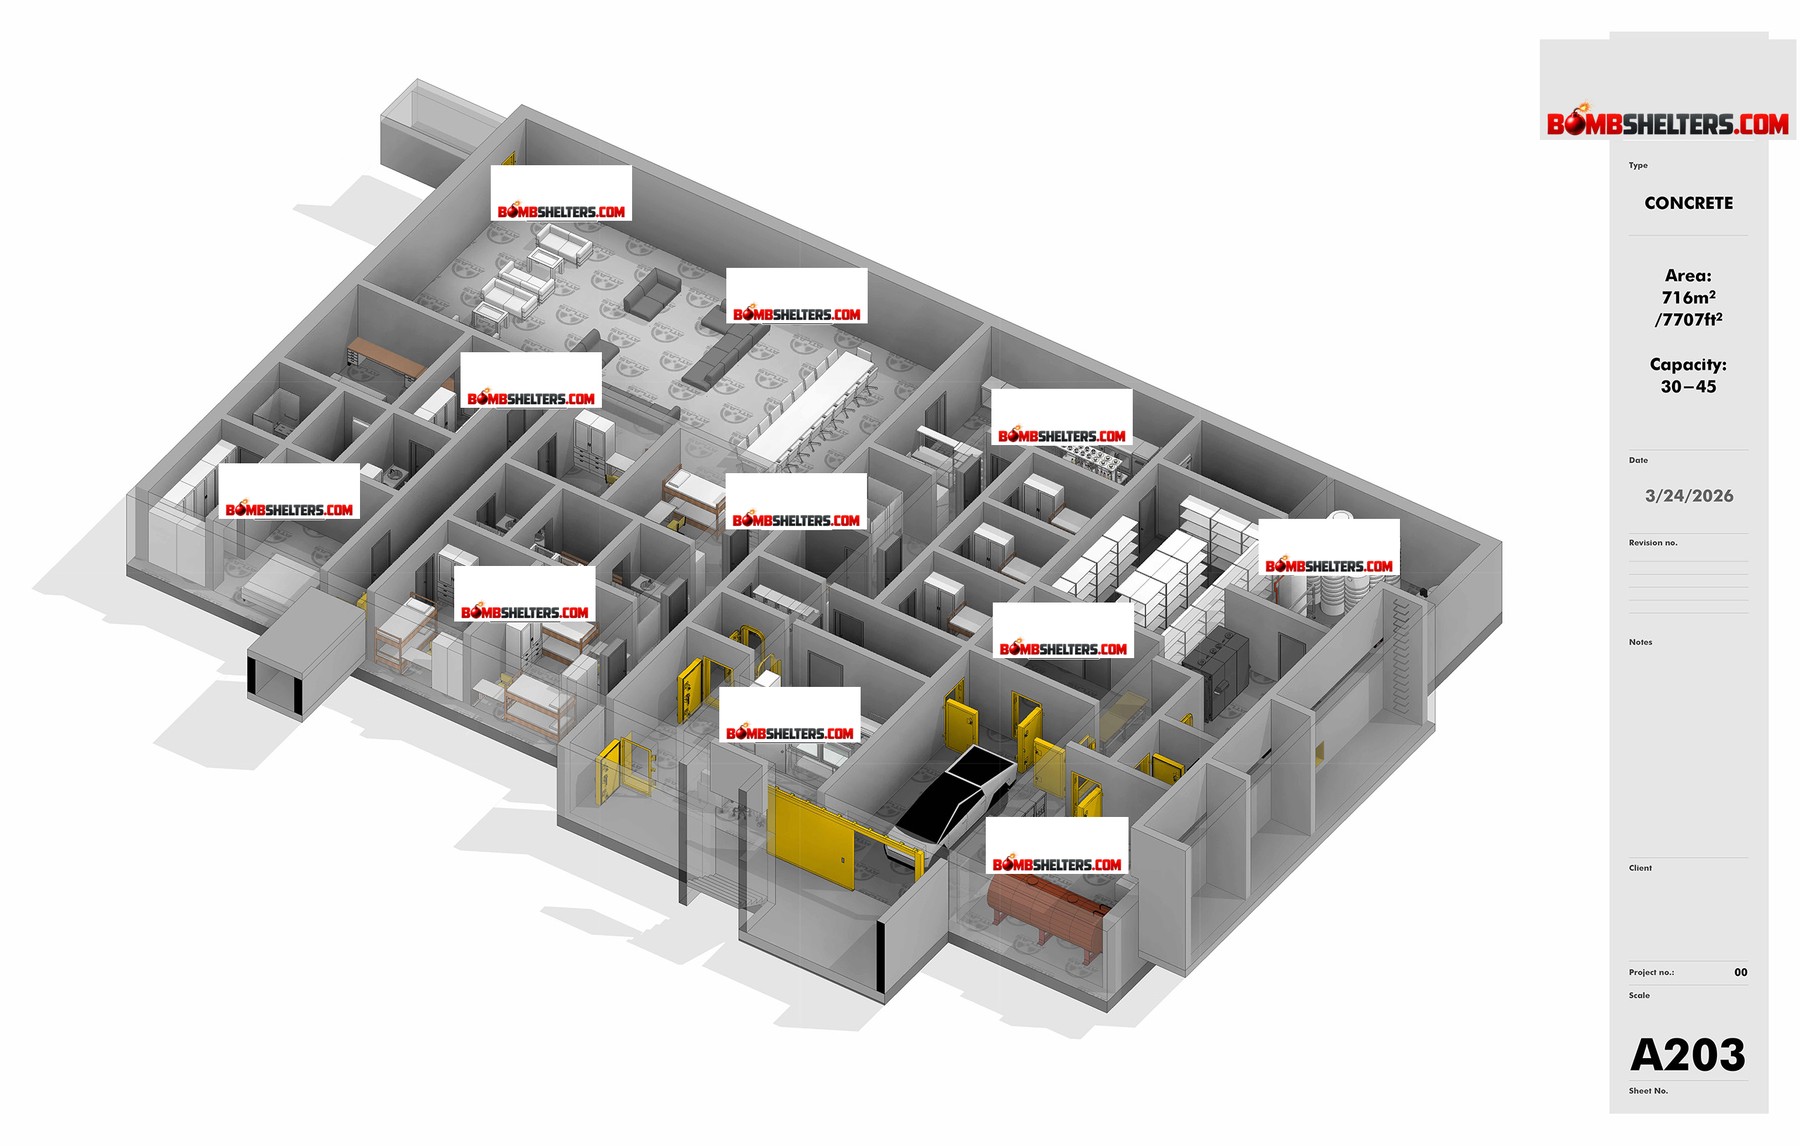 BOMBSHELTERS.COM
Type
CONCRETE
Area:
716m²
/7707ft²
Capacity:
30–45
Date
3/24/2026
Revision no.
Notes
Client
Project no.: 00
Scale
A203
Sheet No.
BOMBSHELTERS.COM
BOMBSHELTERS.COM
BOMBSHELTERS.COM
BOMBSHELTERS.COM
BOMBSHELTERS.COM
BOMBSHELTERS.COM
BOMBSHELTERS.COM
BOMBSHELTERS.COM
BOMBSHELTERS.COM
BOMBSHELTERS.COM
BOMBSHELTERS.COM